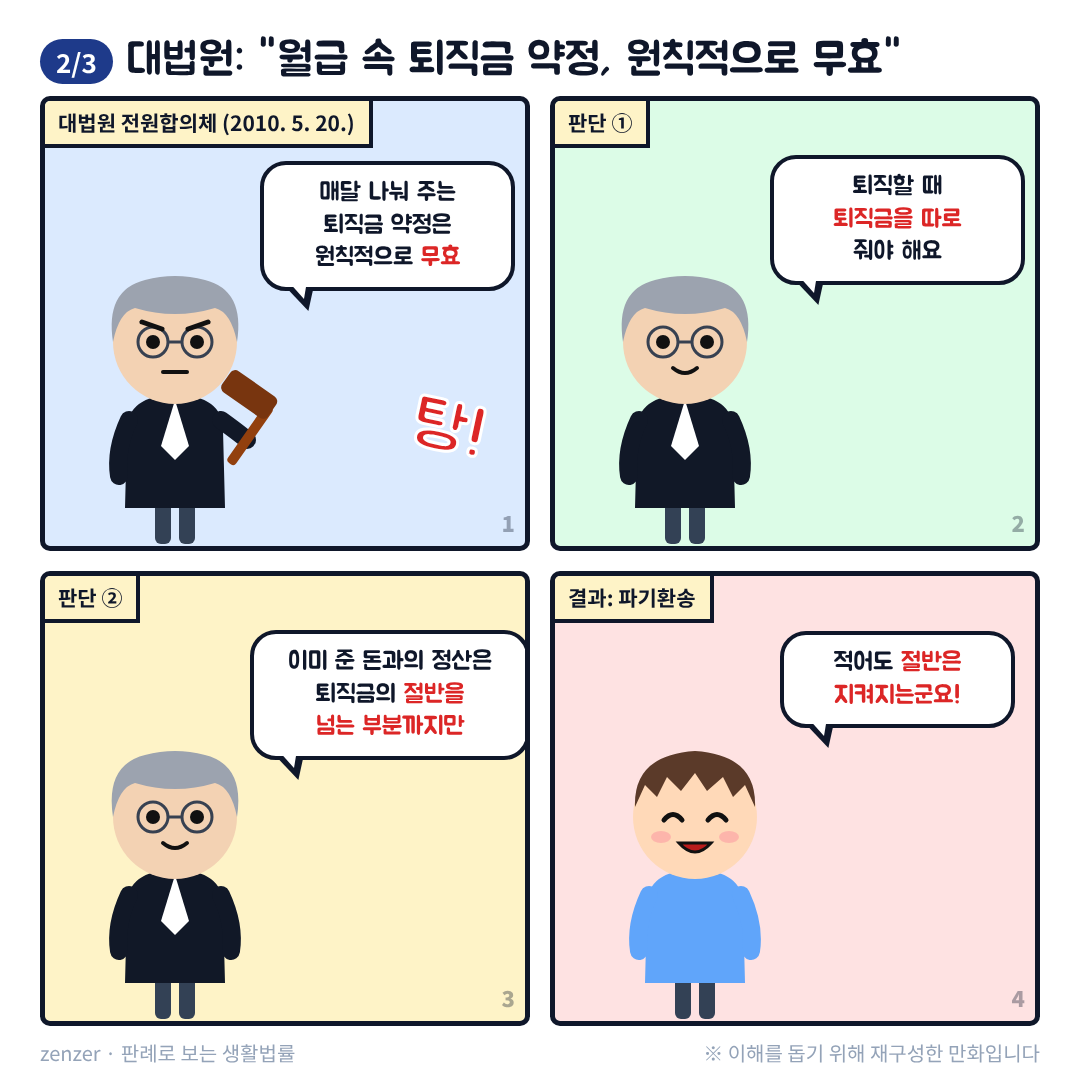 2/3 대법원: "월급 속 퇴직금 약정, 원칙적으로 무효"
대법원 전원합의체 (2010. 5. 20.)
매달 나눠 주는
퇴직금 약정은
원칙적으로 무효
탕!
1
판단 ①
퇴직할 때
퇴직금을 따로
줘야 해요
2
판단 ②
이미 준 돈과의 정산은
퇴직금의 절반을
넘는 부분까지만
3
결과: 파기환송
적어도 절반은
지켜지는군요!
4
zenzer · 판례로 보는 생활법률
※ 이해를 돕기 위해 재구성한 만화입니다